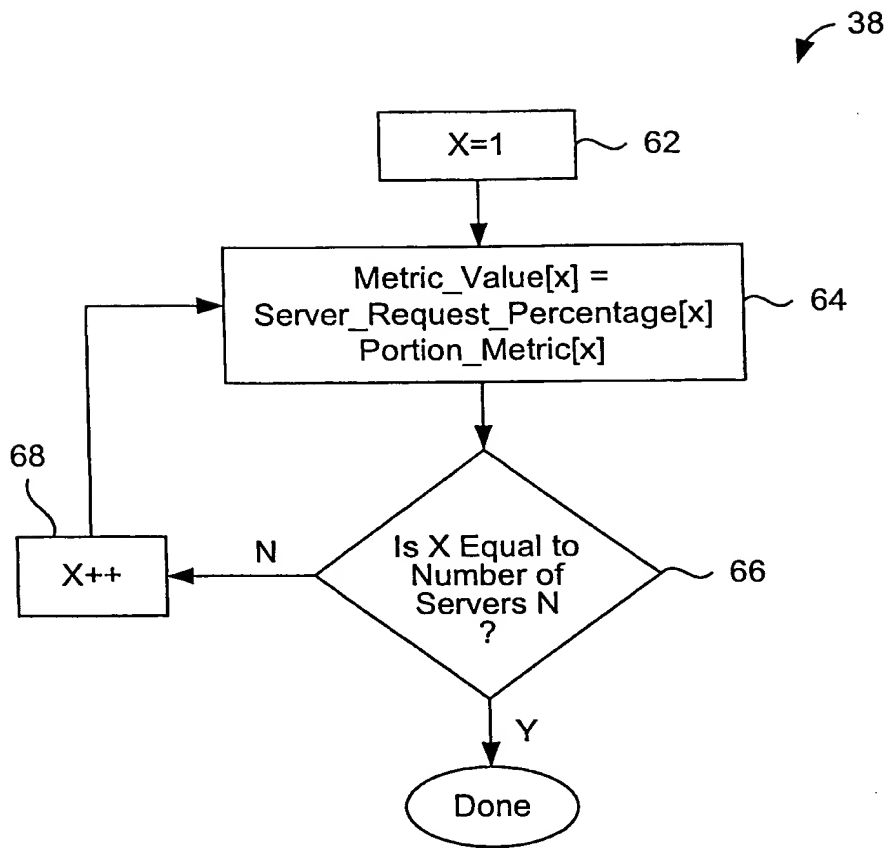 38
X=1
62
Metric_Value[x] =
Server_Request_Percentage[x]
Portion_Metric[x]
64
68
X++
N
Is X Equal to
Number of
Servers N
?
66
Y
Done